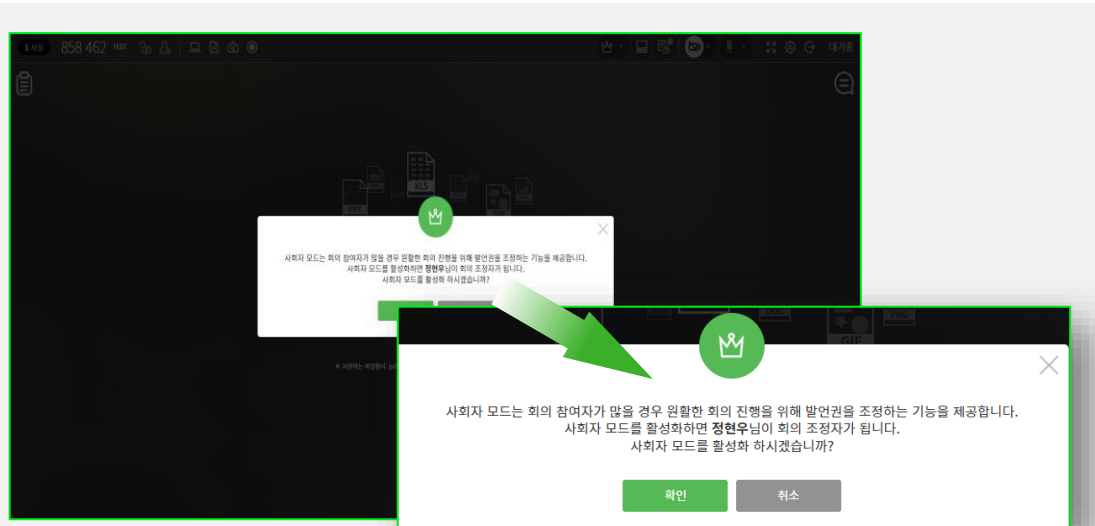 858 462 TEST
대기중
XLS
PPT
사회자 모드는 회의 참여자가 많을 경우 원활한 회의 진행을 위해 발언권을 조정하는 기능을 제공합니다.
사회자 모드를 활성화하면 정현우님이 회의 조정자가 됩니다.
사회자 모드를 활성화 하시겠습니까?
DOC
PNG
GIF
사회자 모드는 회의 참여자가 많을 경우 원활한 회의 진행을 위해 발언권을 조정하는 기능을 제공합니다.
사회자 모드를 활성화하면 정현우님이 회의 조정자가 됩니다.
사회자 모드를 활성화 하시겠습니까?
확인
취소